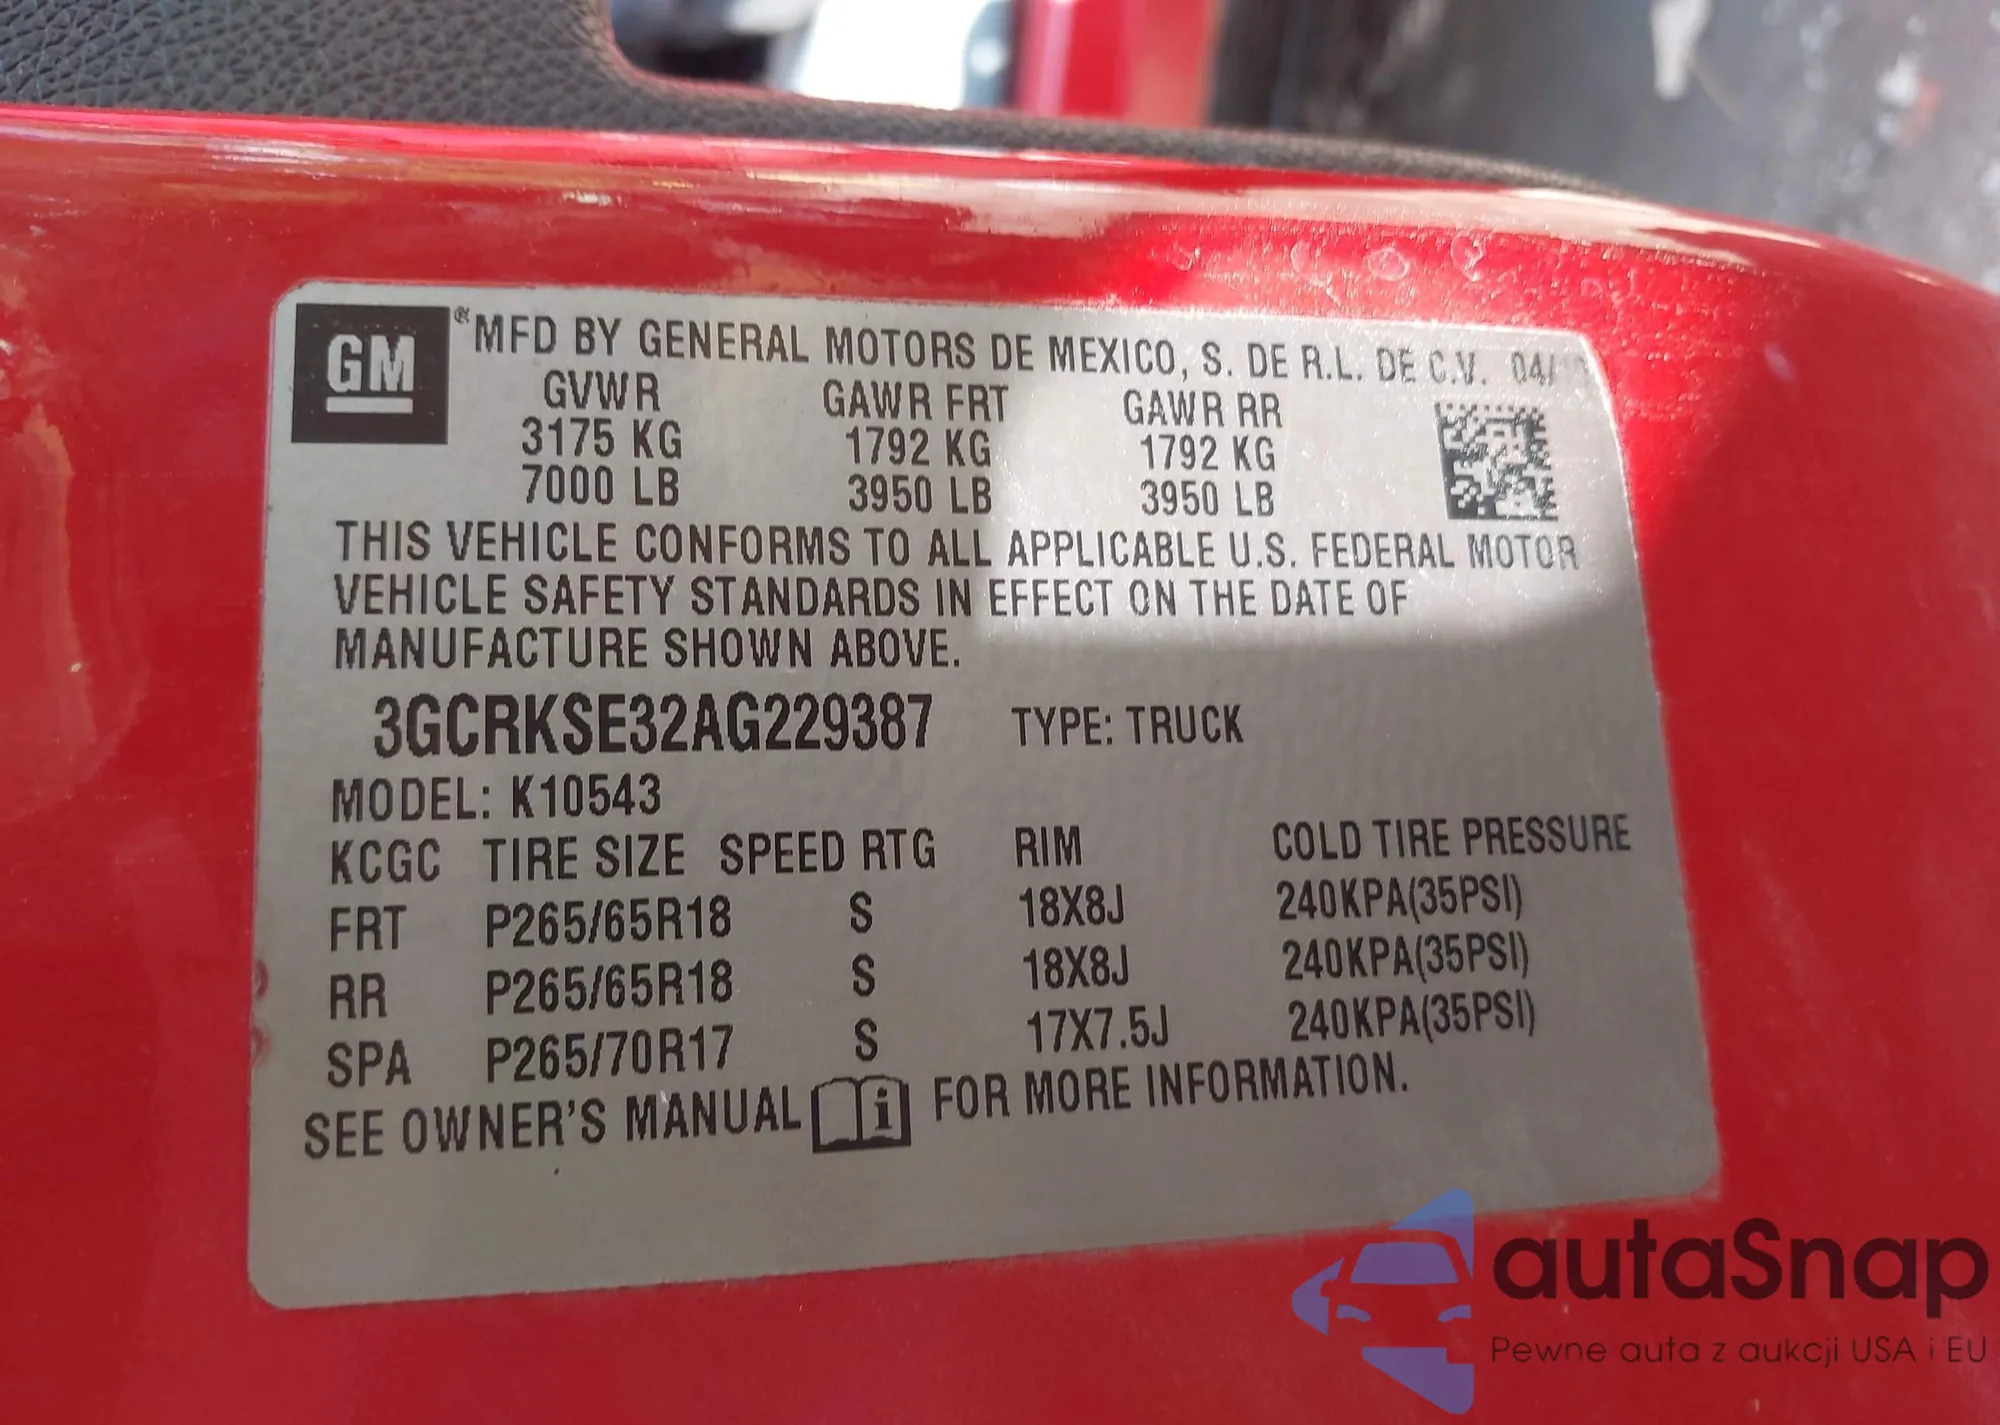 GM
® MFD BY GENERAL MOTORS DE MEXICO, S. DE R.L. DE C.V. 04/
GVWR GAWR FRT GAWR RR
3175 KG 1792 KG 1792 KG
7000 LB 3950 LB 3950 LB
THIS VEHICLE CONFORMS TO ALL APPLICABLE U.S. FEDERAL MOTOR
VEHICLE SAFETY STANDARDS IN EFFECT ON THE DATE OF
MANUFACTURE SHOWN ABOVE.
3GCRKSE32AG229387 TYPE: TRUCK
MODEL: K10543
KCGC TIRE SIZE SPEED RTG RIM COLD TIRE PRESSURE
FRT P265/65R18 S 18X8J 240KPA(35PSI)
RR P265/65R18 S 18X8J 240KPA(35PSI)
SPA P265/70R17 S 17X7.5J 240KPA(35PSI)
SEE OWNER'S MANUAL i FOR MORE INFORMATION.
autaSnap
Pewne auta z aukcji USA i EU